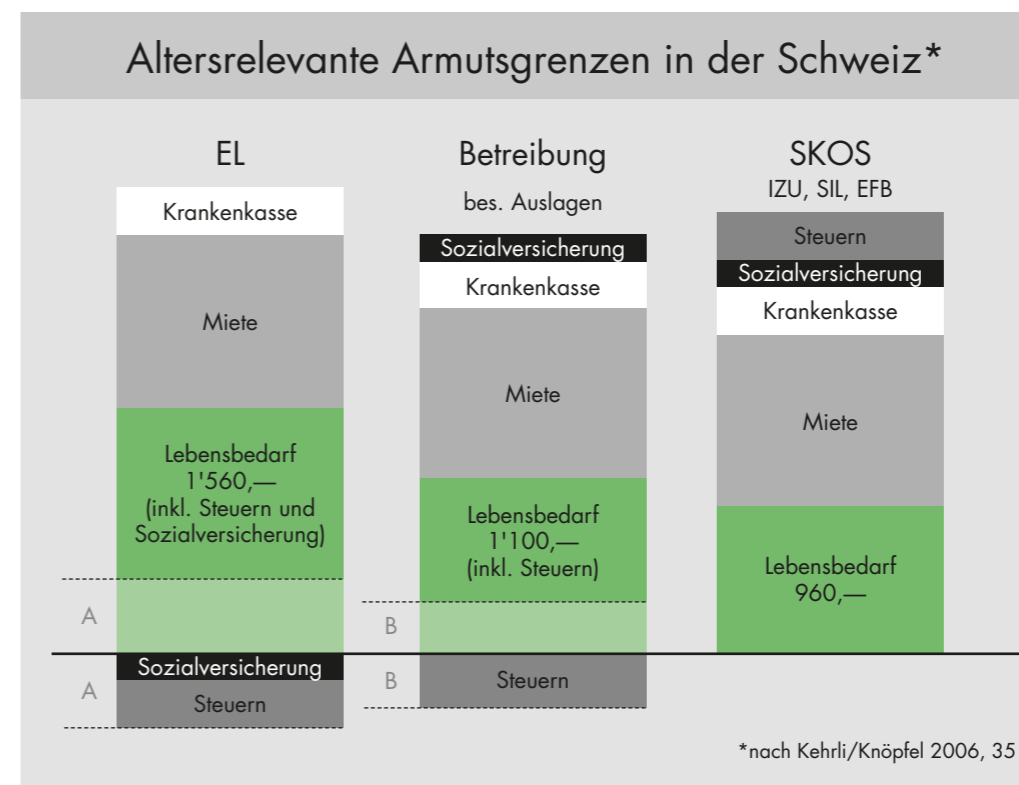 Altersrelevante Armutsgrenzen in der Schweiz*
EL
Krankenkasse
Miete
Lebensbedarf
1'560,—
(inkl. Steuern und
Sozialversicherung)
A
A
Sozialversicherung
Steuern
Betreibung
bes. Auslagen
Sozialversicherung
Krankenkasse
Miete
Lebensbedarf
1'100,—
(inkl. Steuern)
B
B
Steuern
SKOS
IZU, SIL, EFB
Steuern
Sozialversicherung
Krankenkasse
Miete
Lebensbedarf
960,—
*nach Kehrli/Knöpfel 2006, 35